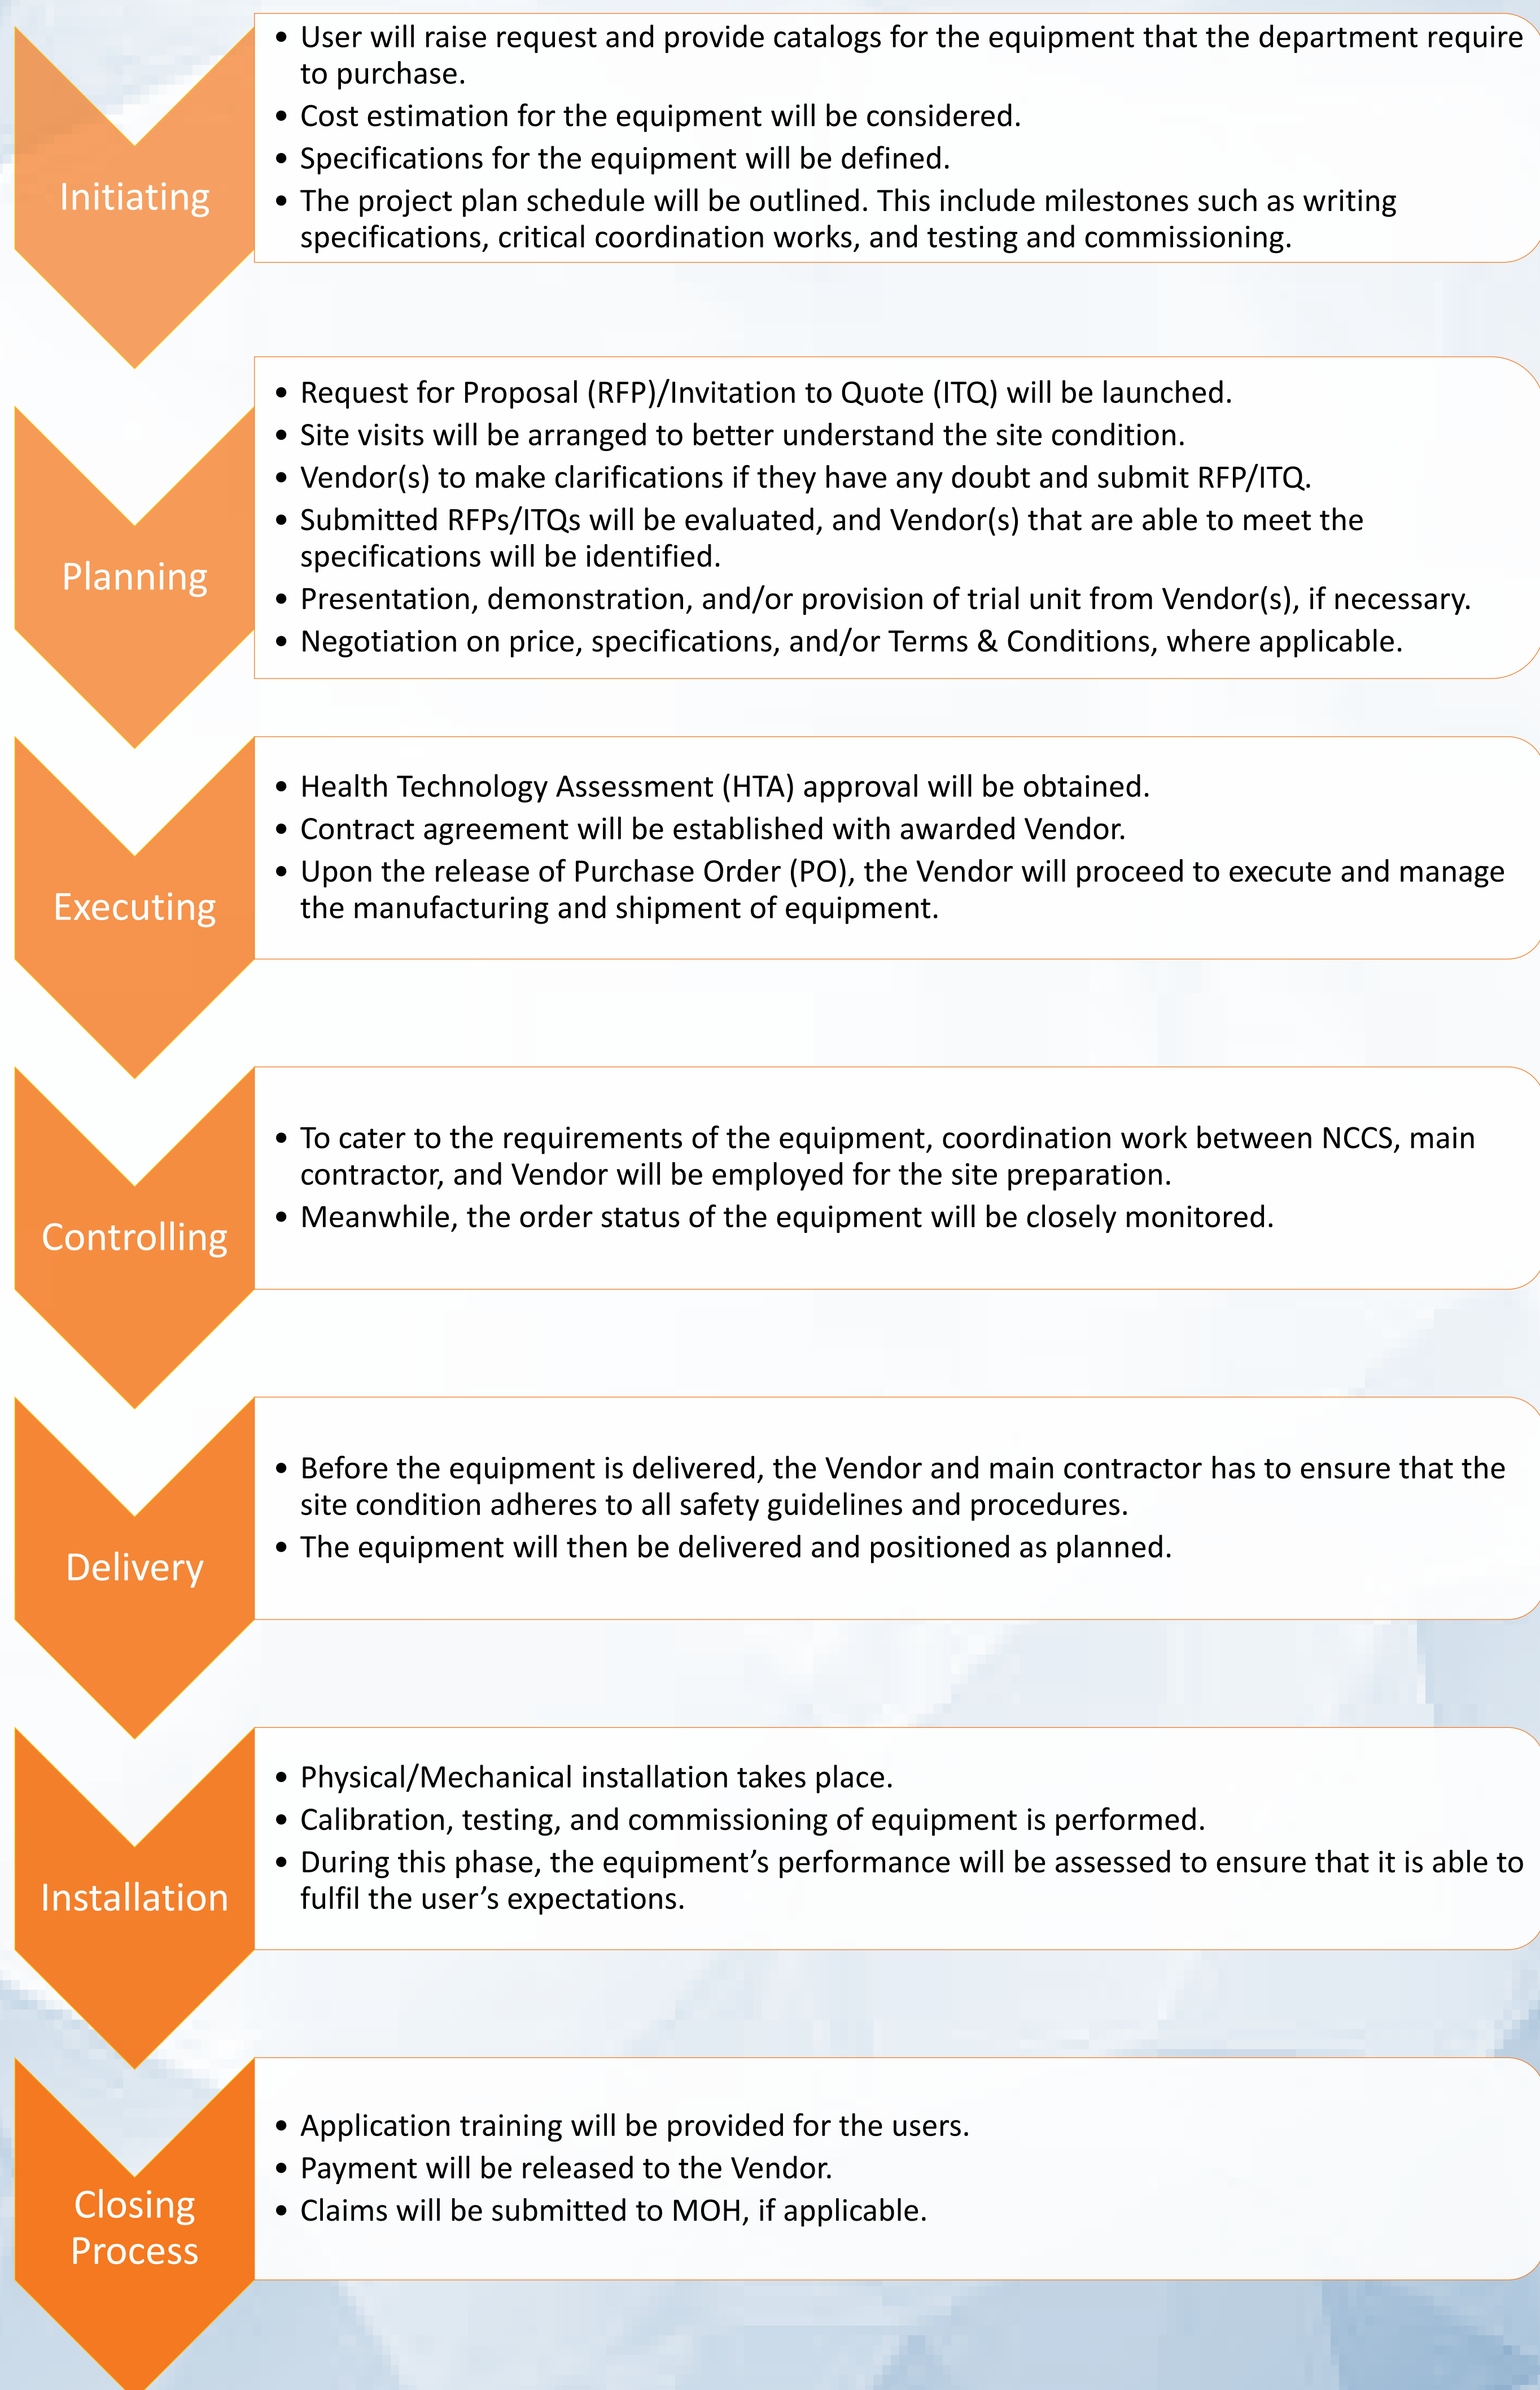 Initiating
• User will raise request and provide catalogs for the equipment that the department require
to purchase.
• Cost estimation for the equipment will be considered.
• Specifications for the equipment will be defined.
• The project plan schedule will be outlined. This include milestones such as writing
specifications, critical coordination works, and testing and commissioning.
Planning
• Request for Proposal (RFP)/Invitation to Quote (ITQ) will be launched.
• Site visits will be arranged to better understand the site condition.
• Vendor(s) to make clarifications if they have any doubt and submit RFP/ITQ.
• Submitted RFPs/ITQs will be evaluated, and Vendor(s) that are able to meet the
specifications will be identified.
• Presentation, demonstration, and/or provision of trial unit from Vendor(s), if necessary.
• Negotiation on price, specifications, and/or Terms & Conditions, where applicable.
Executing
• Health Technology Assessment (HTA) approval will be obtained.
• Contract agreement will be established with awarded Vendor.
• Upon the release of Purchase Order (PO), the Vendor will proceed to execute and manage
the manufacturing and shipment of equipment.
Controlling
• To cater to the requirements of the equipment, coordination work between NCCS, main
contractor, and Vendor will be employed for the site preparation.
• Meanwhile, the order status of the equipment will be closely monitored.
Delivery
• Before the equipment is delivered, the Vendor and main contractor has to ensure that the
site condition adheres to all safety guidelines and procedures.
• The equipment will then be delivered and positioned as planned.
Installation
• Physical/Mechanical installation takes place.
• Calibration, testing, and commissioning of equipment is performed.
• During this phase, the equipment’s performance will be assessed to ensure that it is able to
fulfil the user’s expectations.
Closing
Process
• Application training will be provided for the users.
• Payment will be released to the Vendor.
• Claims will be submitted to MOH, if applicable.